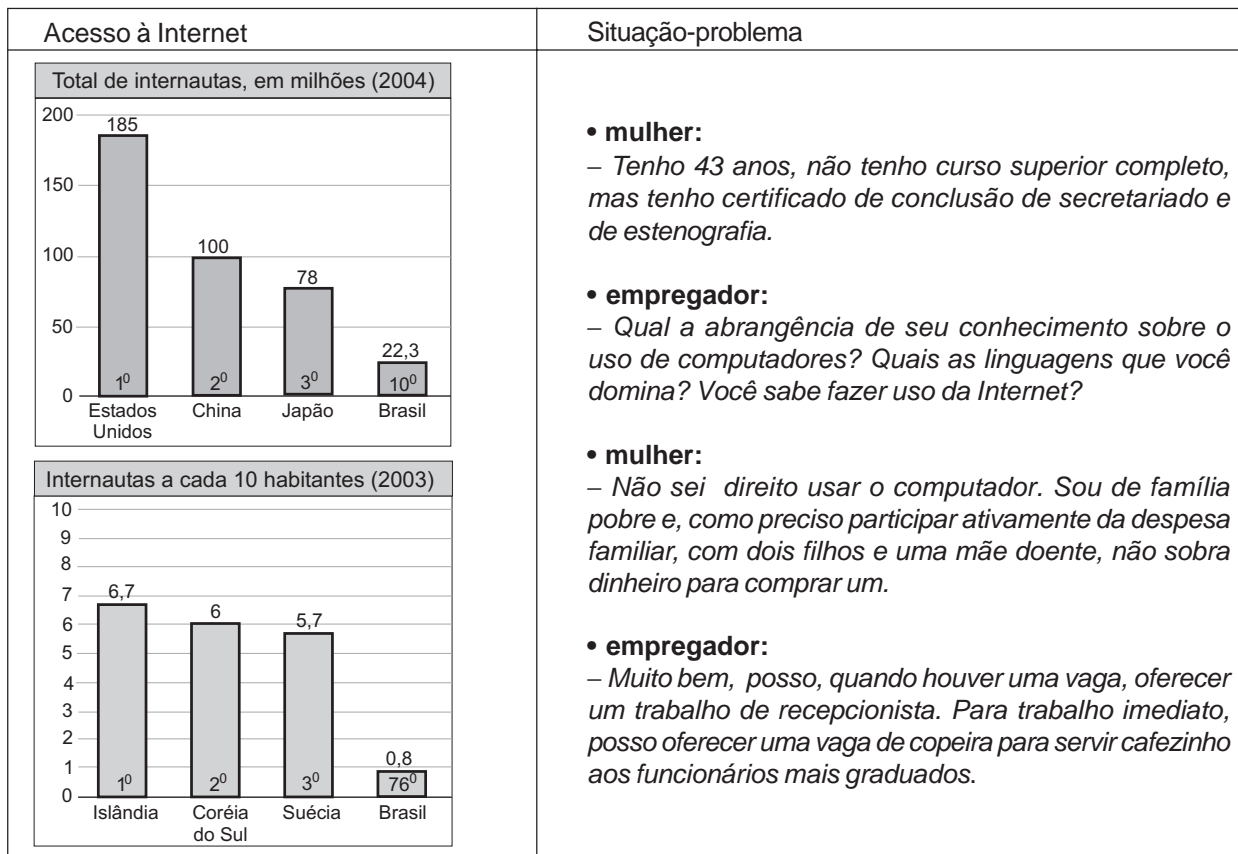 Acesso à Internet
Total de internautas, em milhões (2004)
200
150
100
50
0
185
100
78
22,3
1⁰
2⁰
3⁰
10⁰
Estados
Unidos
China
Japão
Brasil
Internautas a cada 10 habitantes (2003)
10
9
8
7
6
5
4
3
2
1
0
6,7
6
5,7
0,8
1⁰
2⁰
3⁰
76⁰
Islândia
Coréia
do Sul
Suécia
Brasil
Situação-problema
• mulher:
– Tenho 43 anos, não tenho curso superior completo,
mas tenho certificado de conclusão de secretariado e
de estenografia.
• empregador:
– Qual a abrangência de seu conhecimento sobre o
uso de computadores? Quais as linguagens que você
domina? Você sabe fazer uso da Internet?
• mulher:
– Não sei direito usar o computador. Sou de família
pobre e, como preciso participar ativamente da despesa
familiar, com dois filhos e uma mãe doente, não sobra
dinheiro para comprar um.
• empregador:
– Muito bem, posso, quando houver uma vaga, oferecer
um trabalho de recepcionista. Para trabalho imediato,
posso oferecer uma vaga de copeira para servir cafezinho
aos funcionários mais graduados.